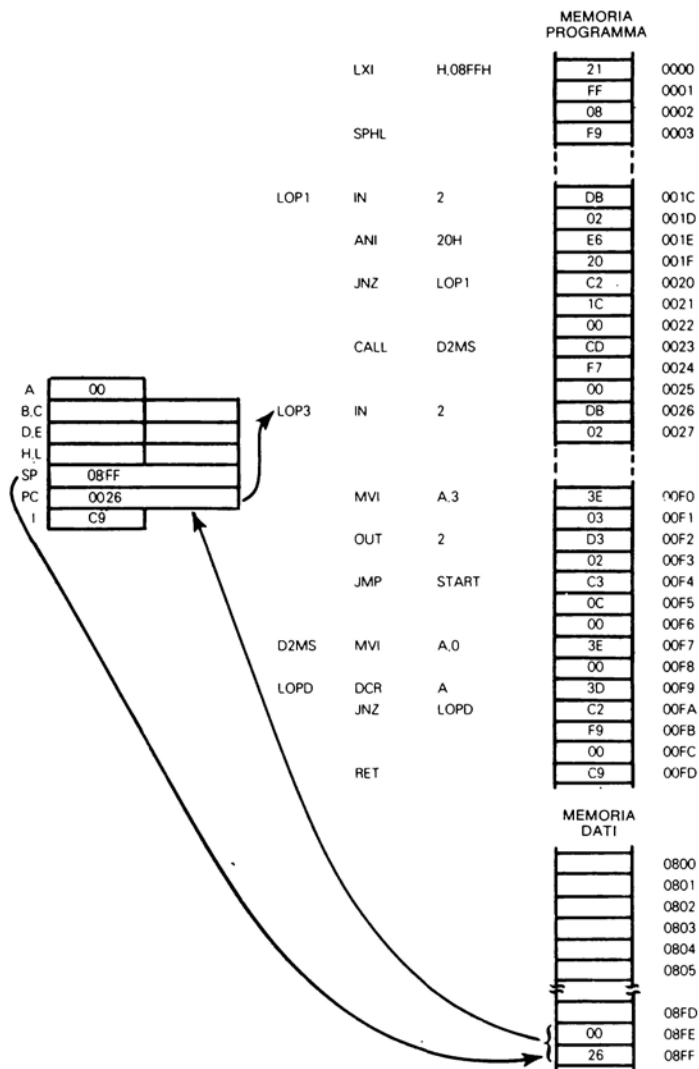 MEMORIA
PROGRAMMA
LXI H,08FFH 21 0000
FF 0001
08 0002
SPHL F9 0003
LOP1 IN 2 DB 001C
02 001D
ANI 20H E6 001E
20 001F
JNZ LOP1 C2 0020
1C 0021
00 0022
CALL D2MS CD 0023
F7 0024
00 0025
LOP3 IN 2 DB 0026
02 0027
A 00
B,C
D,E
H,L
SP 08FF
PC 0026
I C9
MVI A,3 3E 00F0
03 00F1
OUT 2 D3 00F2
02 00F3
JMP START C3 00F4
0C 00F5
00 00F6
D2MS MVI A,0 3E 00F7
00 00F8
LOPD DCR A 3D 00F9
JNZ LOPD C2 00FA
F9 00FB
00 00FC
RET C9 00FD
MEMORIA
DATI
0800
0801
0802
0803
0804
0805
08FD
00 08FE
26 08FF